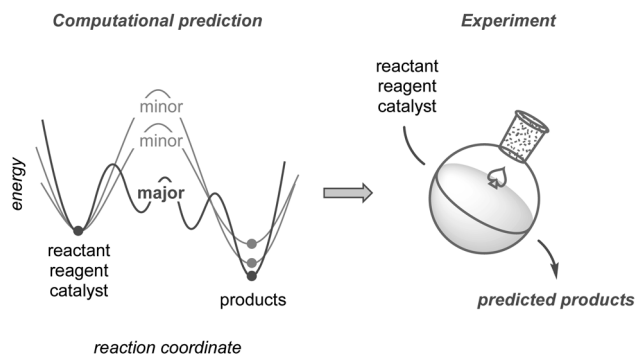 Computational prediction
Experiment
minor
minor
major
energy
reactant
reagent
catalyst
products
reaction coordinate
reactant
reagent
catalyst
predicted products